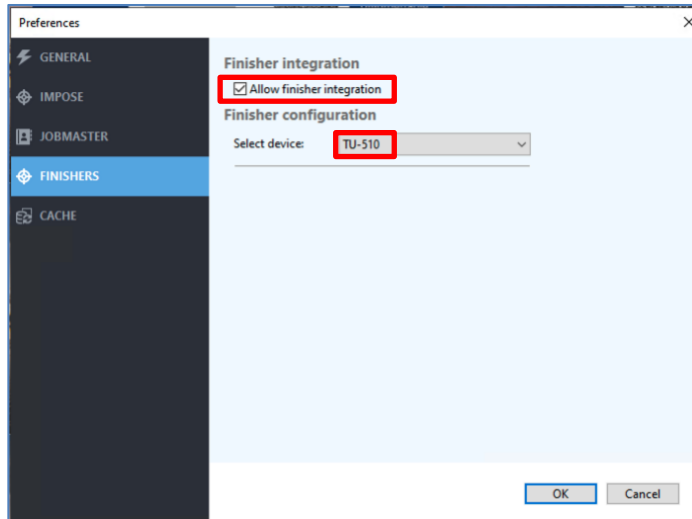 Preferences
GENERAL
IMPOSE
JOBMASTER
FINISHERS
CACHE
Finisher integration
Allow finisher integration
Finisher configuration
Select device: TU-510
OK Cancel